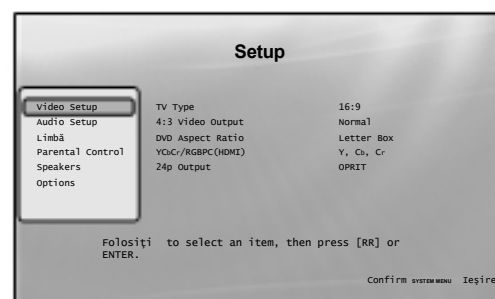 Setup
Video Setup
Audio Setup
Limbă
Parental Control
Speakers
Options
TV Type 16:9
4:3 Video Output Normal
DVD Aspect Ratio Letter Box
YCbCr/RGBPC(HDMI) Y, Cb, Cr
24p Output OPRIT
Folosiţi to select an item, then press [RR] or
ENTER.
Confirm SYSTEM MENU Ieşire